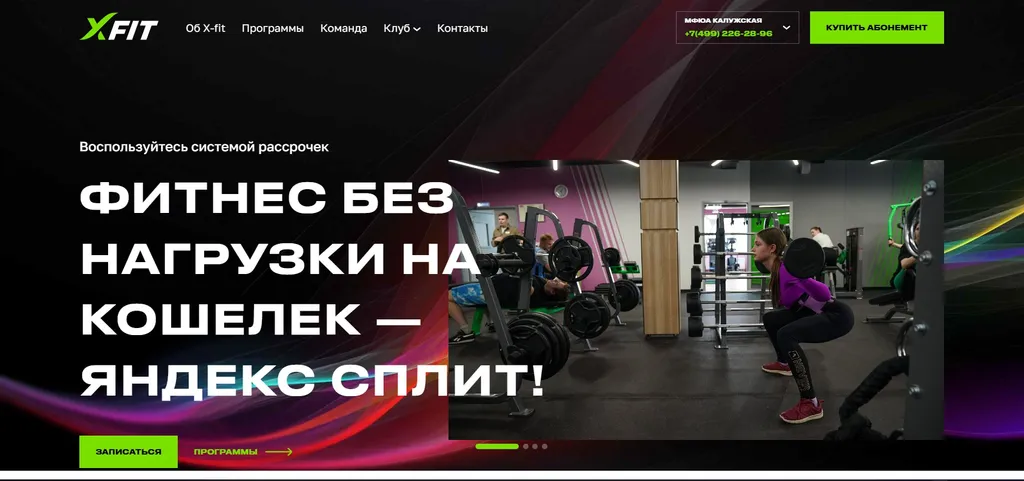 XFIT
Об X-fit
Программы
Команда
Клуб
Контакты
МФЮА КАЛУЖСКАЯ
+7(499) 226-28-96
КУПИТЬ АБОНЕМЕНТ
Воспользуйтесь системой рассрочек
ФИТНЕС БЕЗ
НАГРУЗКИ НА
КОШЕЛЕК —
ЯНДЕКС СПЛИТ!
ЗАПИСАТЬСЯ
ПРОГРАММЫ